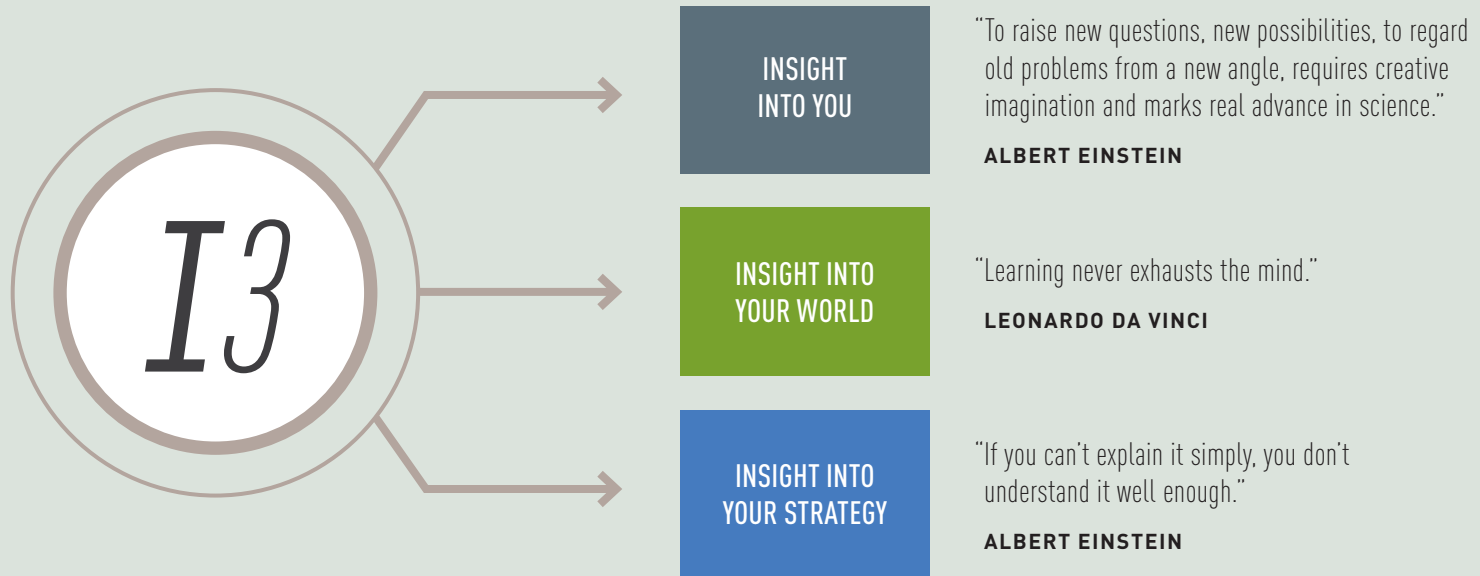 I3
INSIGHT
INTO YOU
“To raise new questions, new possibilities, to regard
old problems from a new angle, requires creative
imagination and marks real advance in science.”
ALBERT EINSTEIN
INSIGHT INTO
YOUR WORLD
“Learning never exhausts the mind.”
LEONARDO DA VINCI
INSIGHT INTO
YOUR STRATEGY
“If you can’t explain it simply, you don’t
understand it well enough.”
ALBERT EINSTEIN